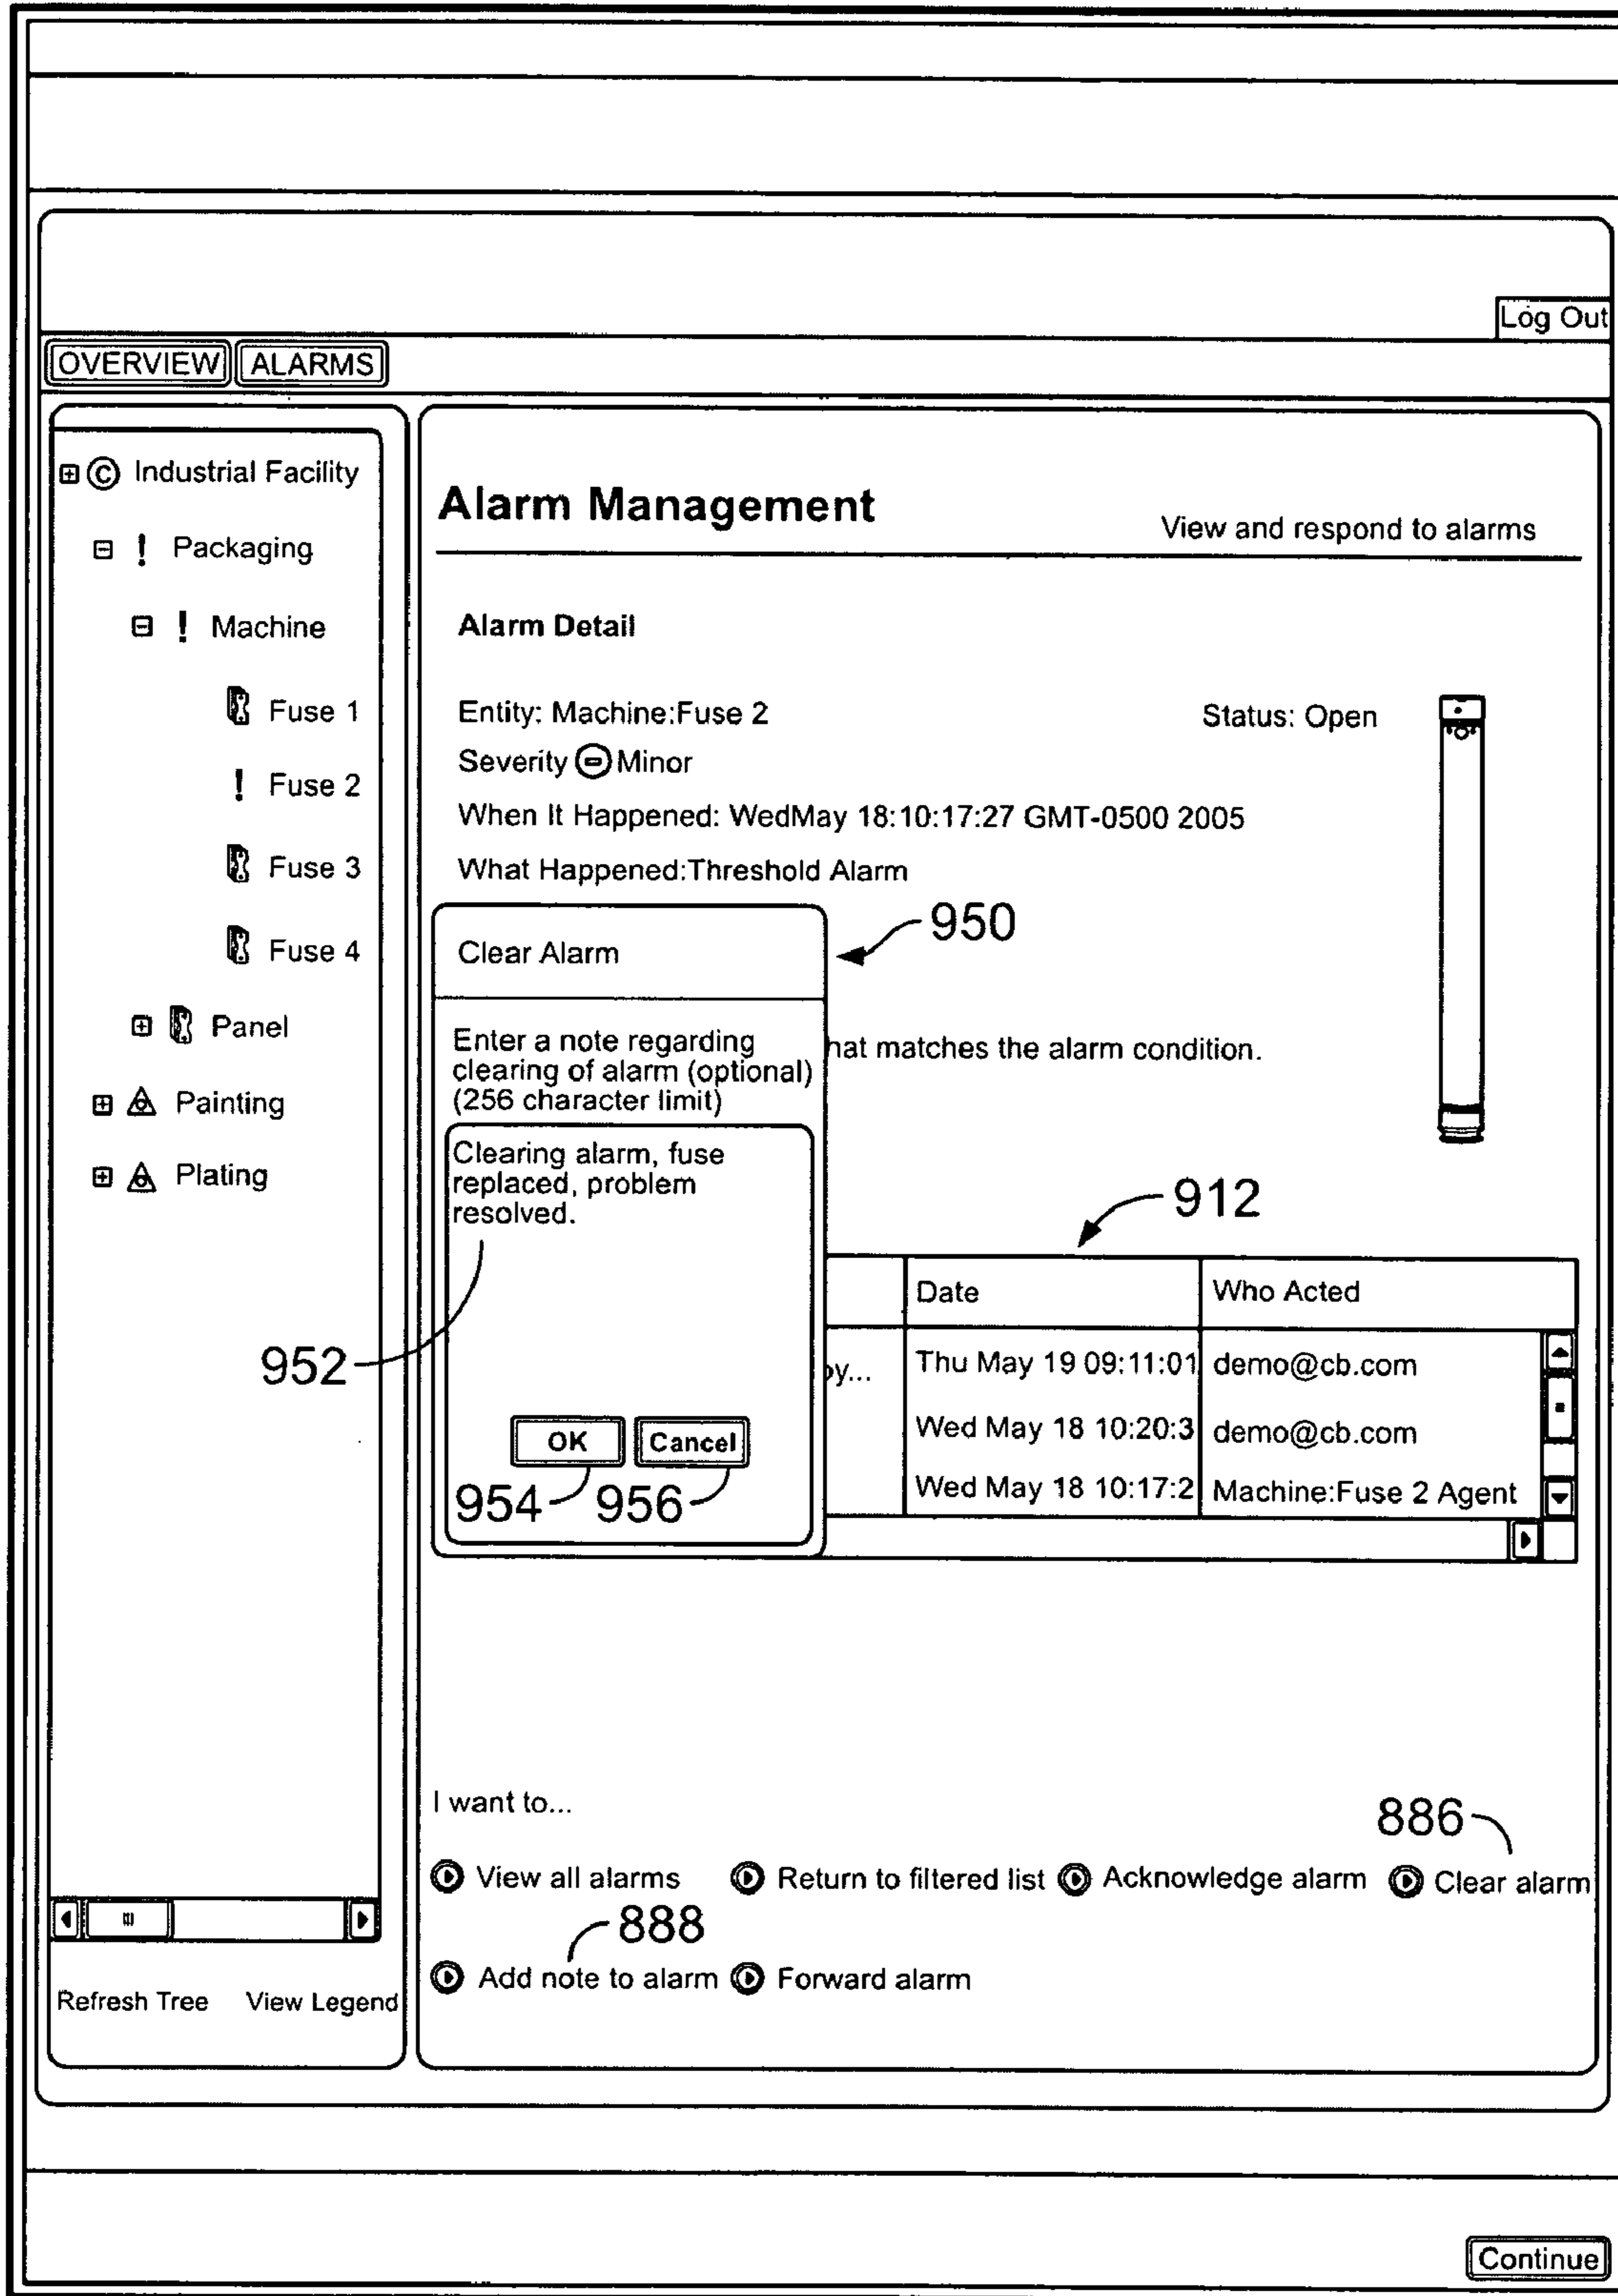 Log Out
OVERVIEW ALARMS
© Industrial Facility
! Packaging
! Machine
Fuse 1
! Fuse 2
Fuse 3
Fuse 4
Panel
Painting
Plating
Refresh Tree View Legend
Alarm Management
View and respond to alarms
Alarm Detail
Entity: Machine:Fuse 2
Status: Open
Severity Minor
When It Happened: WedMay 18:10:17:27 GMT-0500 2005
What Happened:Threshold Alarm
950
Clear Alarm
Enter a note regarding
clearing of alarm (optional)
(256 character limit)
hat matches the alarm condition.
Clearing alarm, fuse
replaced, problem
resolved.
952
OK Cancel
954 956
912
Date Who Acted
y... Thu May 19 09:11:01 demo@cb.com
Wed May 18 10:20:3 demo@cb.com
Wed May 18 10:17:2 Machine:Fuse 2 Agent
I want to...
886
View all alarms Return to filtered list Acknowledge alarm Clear alarm
888
Add note to alarm Forward alarm
Continue